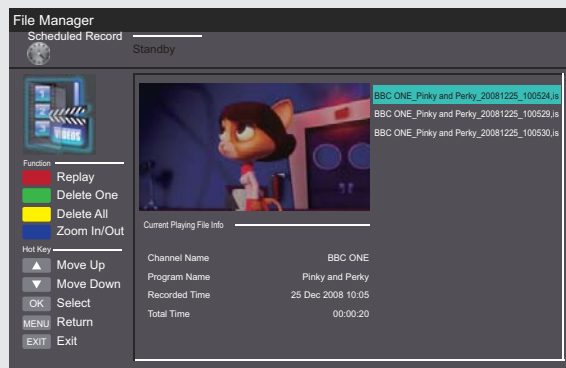 File Manager
Scheduled Record
Standby
1
2
3
VIDEOS
Function
Replay
Delete One
Delete All
Zoom In/Out
Hot Key
Move Up
Move Down
OK Select
MENU Return
EXIT Exit
BBC ONE_Pinky and Perky_20081225_100524,is
BBC ONE_Pinky and Perky_20081225_100529,is
BBC ONE_Pinky and Perky_20081225_100530,is
Current Playing File Info
Channel Name BBC ONE
Program Name Pinky and Perky
Recorded Time 25 Dec 2008 10:05
Total Time 00:00:20